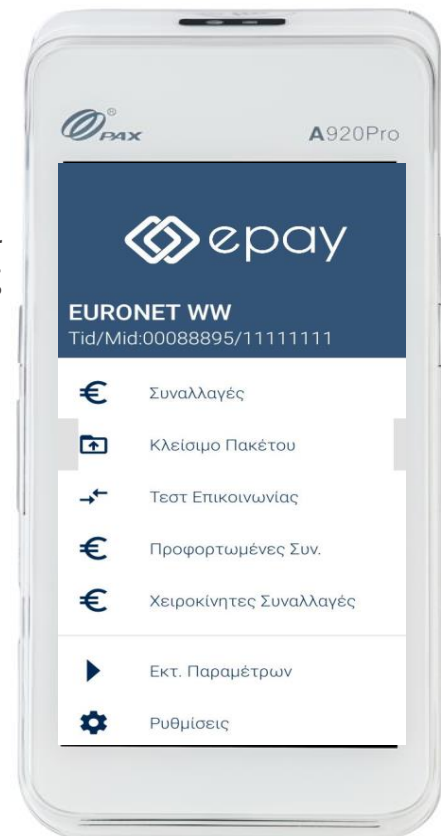 PAX®
A920Pro
epay
EURONET WW
Tid/Mid:00088895/11111111
Συναλλαγές
Κλείσιμο Πακέτου
Τεστ Επικοινωνίας
Προφορτωμένες Συν.
Χειροκίνητες Συναλλαγές
Εκτ. Παραμέτρων
Ρυθμίσεις